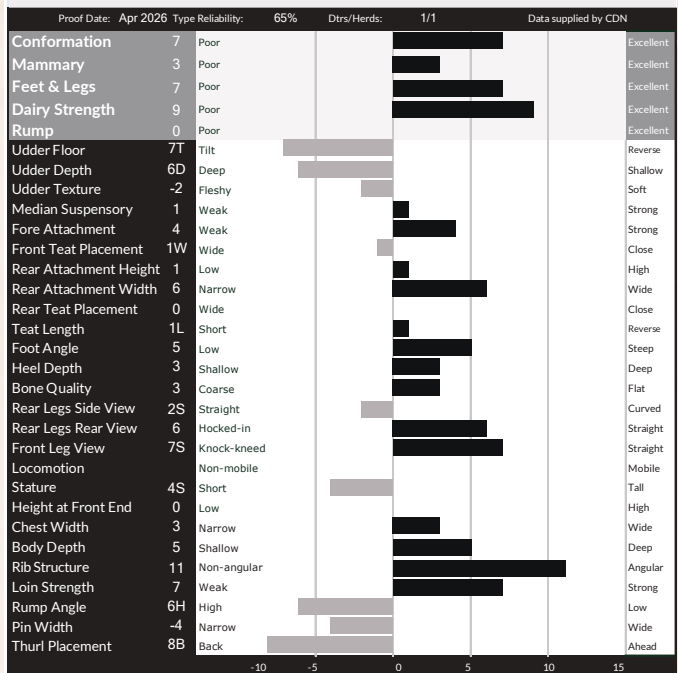 Proof Date: Apr 2026 Type Reliability: 65% Dtrs/Herds: 1/1 Data supplied by CDN
Conformation 7 Poor Excellent
Mammary 3 Poor Excellent
Feet & Legs 7 Poor Excellent
Dairy Strength 9 Poor Excellent
Rump 0 Poor Excellent
Udder Floor 7T Tilt Reverse
Udder Depth 6D Deep Shallow
Udder Texture -2 Fleshy Soft
Median Suspensory 1 Weak Strong
Fore Attachment 4 Weak Strong
Front Teat Placement 1W Wide Close
Rear Attachment Height 1 Low High
Rear Attachment Width 6 Narrow Wide
Rear Teat Placement 0 Wide Close
Teat Length 1L Short Reverse
Foot Angle 5 Low Steep
Heel Depth 3 Shallow Deep
Bone Quality 3 Coarse Flat
Rear Legs Side View 2S Straight Curved
Rear Legs Rear View 6 Hocked-in Straight
Front Leg View 7S Knock-kneed Straight
Locomotion Non-mobile Mobile
Stature 4S Short Tall
Height at Front End 0 Low High
Chest Width 3 Narrow Wide
Body Depth 5 Shallow Deep
Rib Structure 11 Non-angular Angular
Loin Strength 7 Weak Strong
Rump Angle 6H High Low
Pin Width -4 Narrow Wide
Thurl Placement 8B Back Ahead
-10 -5 0 5 10 15